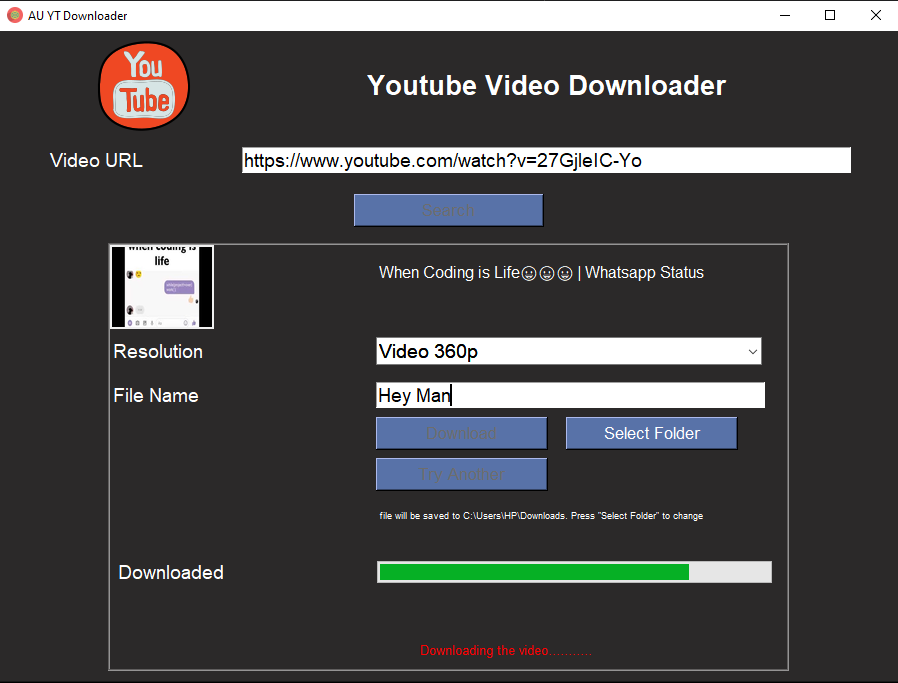 AU YT Downloader
You
Tube
Youtube Video Downloader
Video URL
https://www.youtube.com/watch?v=27GjleIC-Yo
when coding is
life
When Coding is Life😐😐😐 | Whatsapp Status
Resolution
Video 360p
File Name
Hey Man
Download
Select Folder
Try Another
file will be saved to C:\Users\HP\Downloads. Press "Select Folder" to change
Downloaded
Downloading the video...........